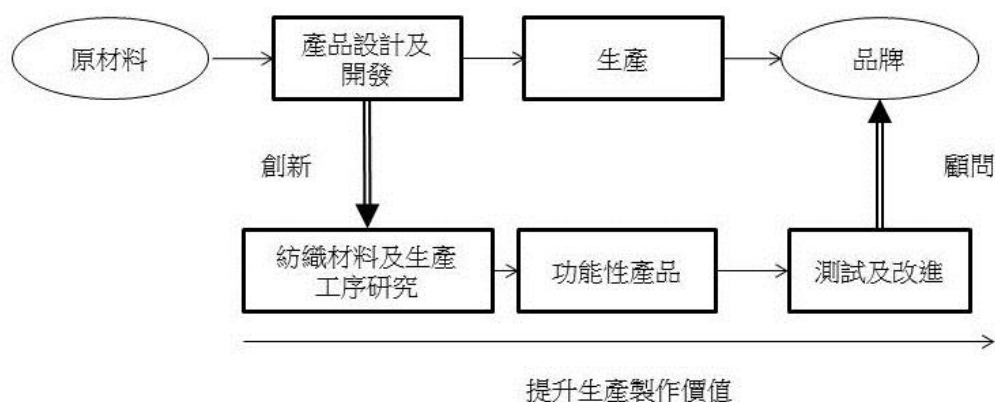 原材料
產品設計及
開發
生產
品牌
創新
顧問
紡織材料及生產
工序研究
功能性產品
測試及改進
提升生產製作價值